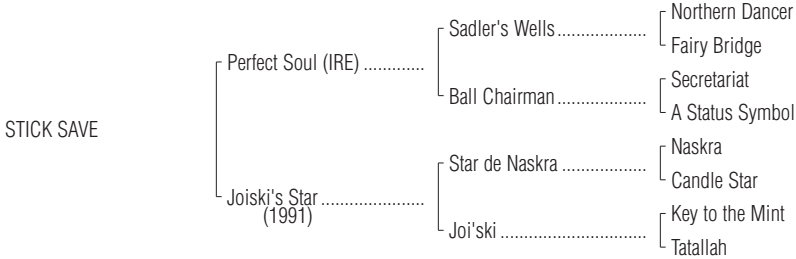 Northern Dancer
Sadler's Wells...................
Fairy Bridge
Perfect Soul (IRE) .............
Secretariat
Ball Chairman...................
A Status Symbol
STICK SAVE
Naskra
Star de Naskra ..................
Candle Star
Joiski's Star ......................
(1991)
Key to the Mint
Joi'ski ...............................
Tatallah